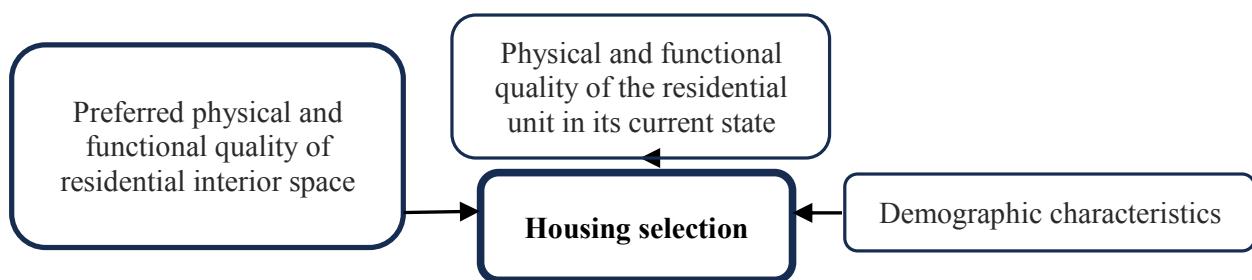 Preferred physical and
functional quality of
residential interior space
Physical and functional
quality of the residential
unit in its current state
Housing selection
Demographic characteristics